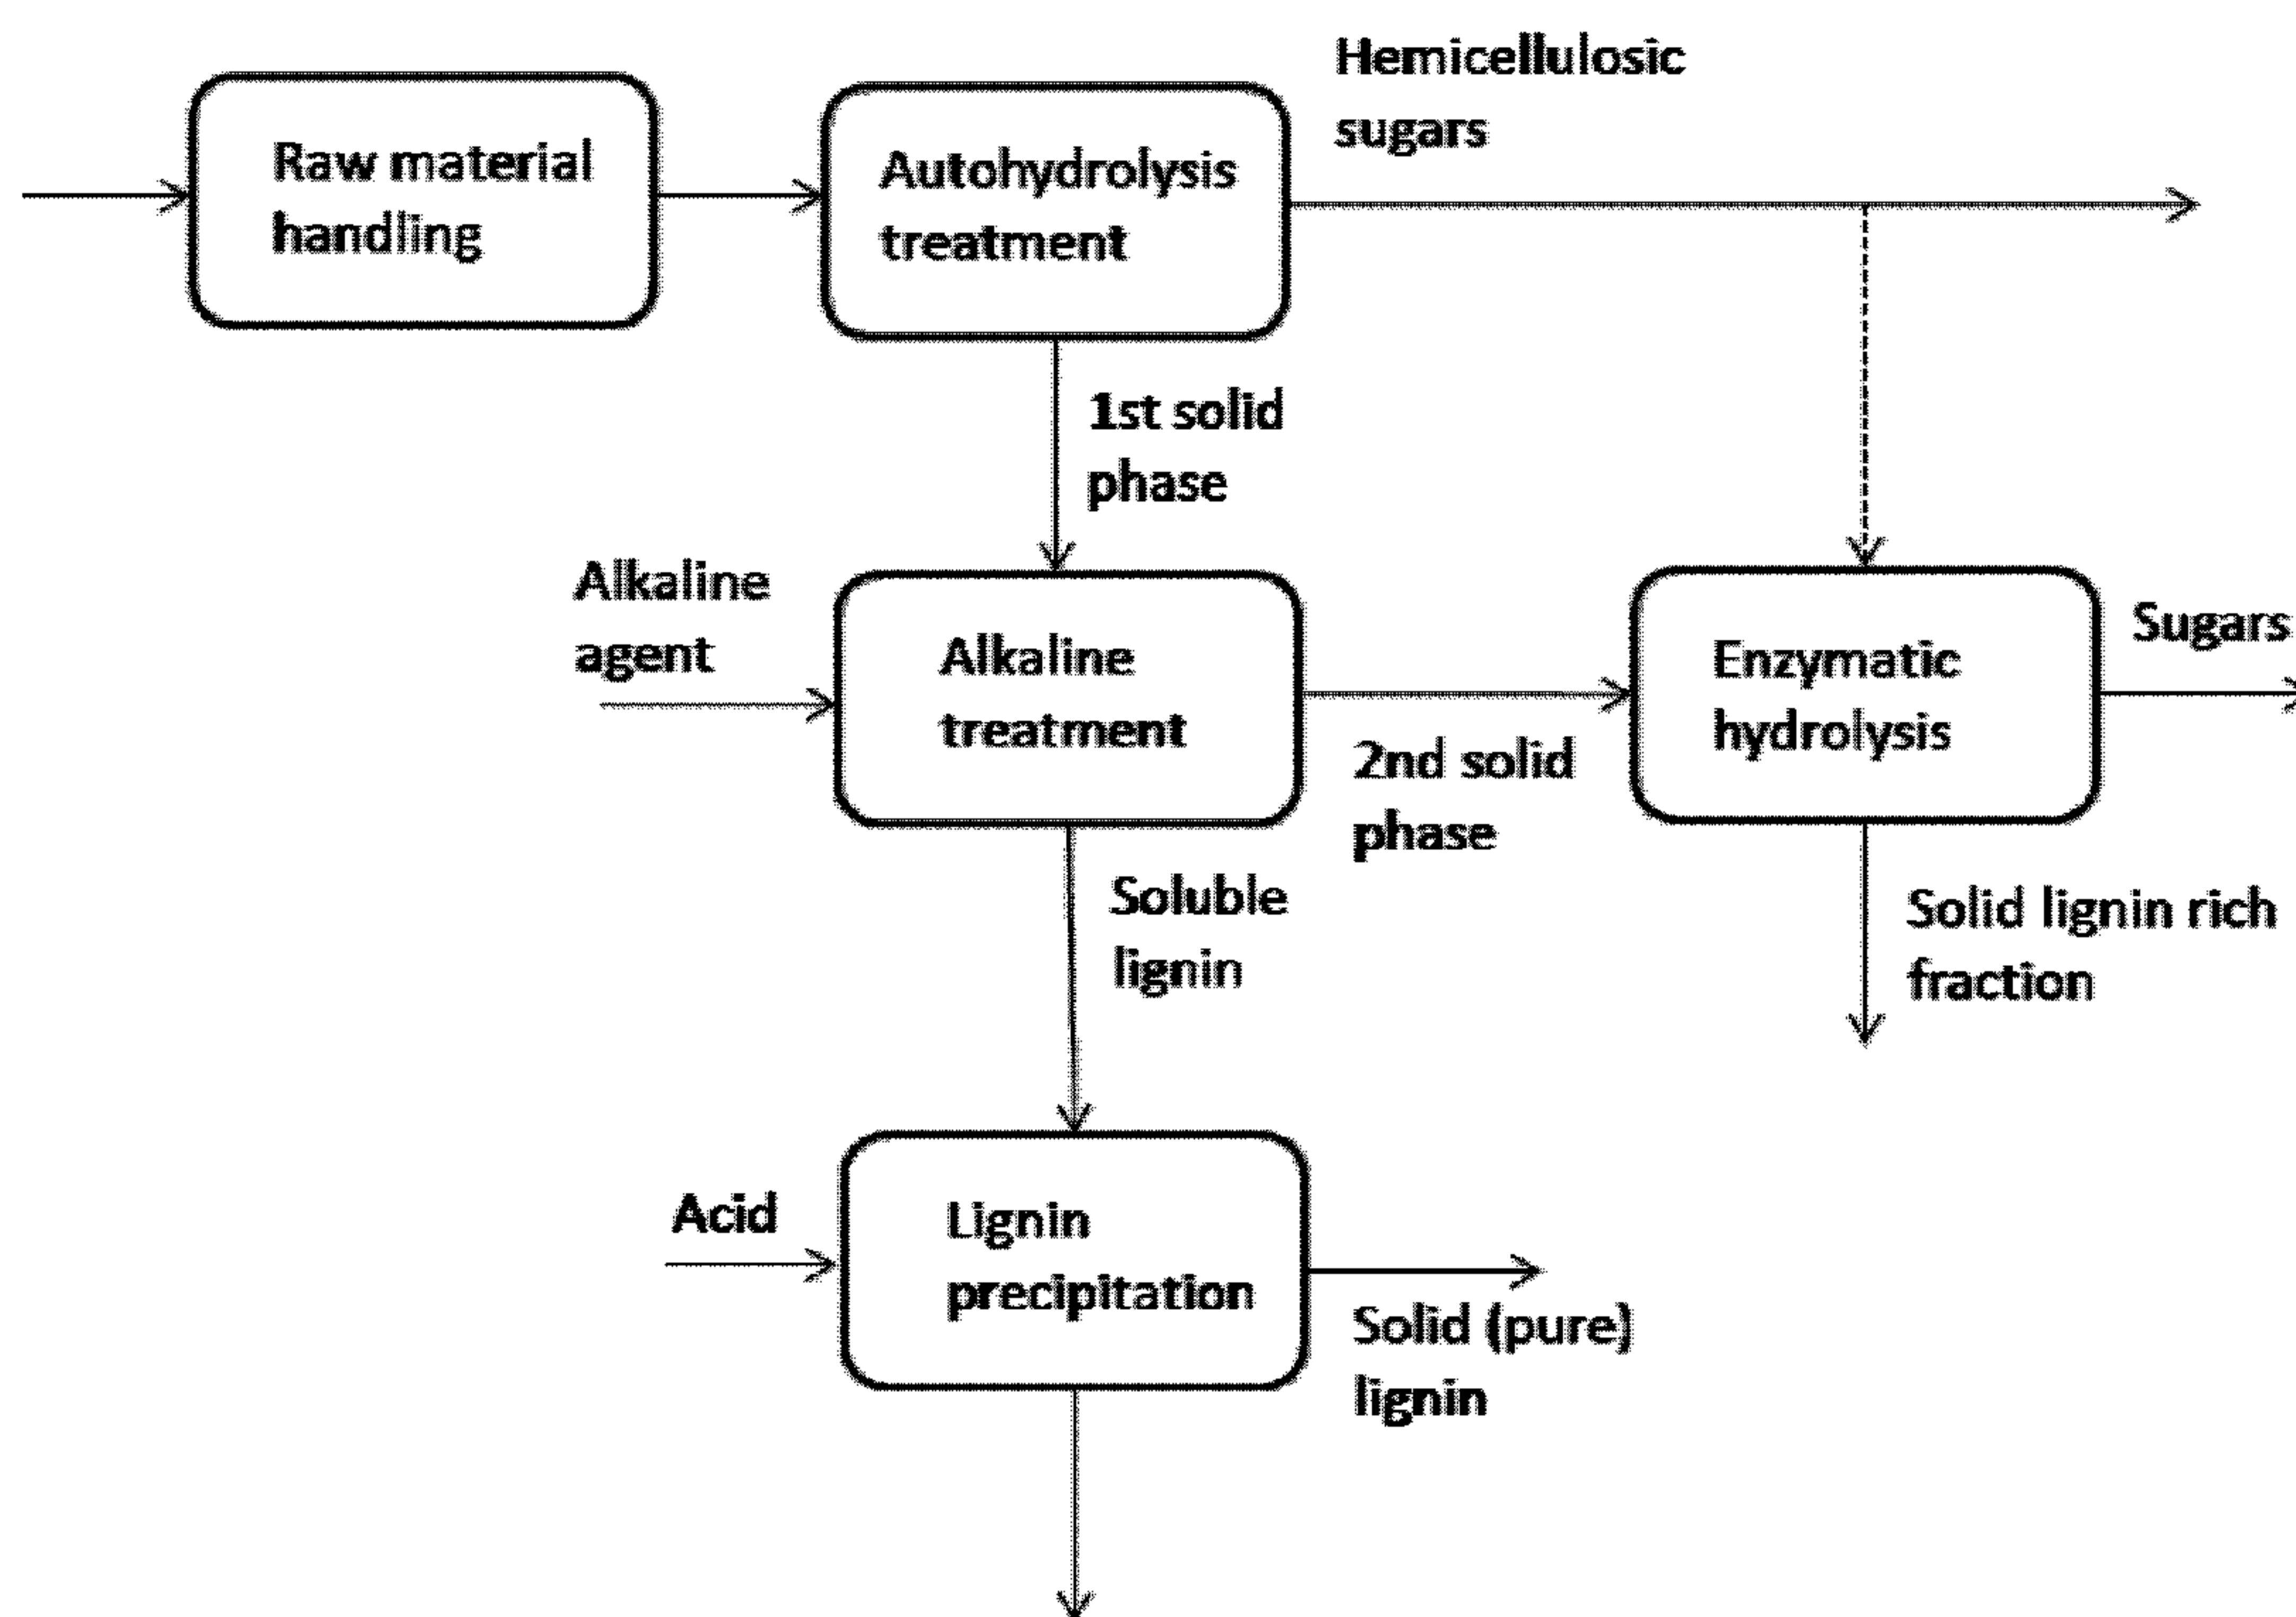 Hemicellulosic
sugars
Raw material
handling
Autohydrolysis
treatment
1st solid
phase
Alkaline
agent
Alkaline
treatment
2nd solid
phase
Enzymatic
hydrolysis
Sugars
Soluble
lignin
Solid lignin rich
fraction
Acid
Lignin
precipitation
Solid (pure)
lignin